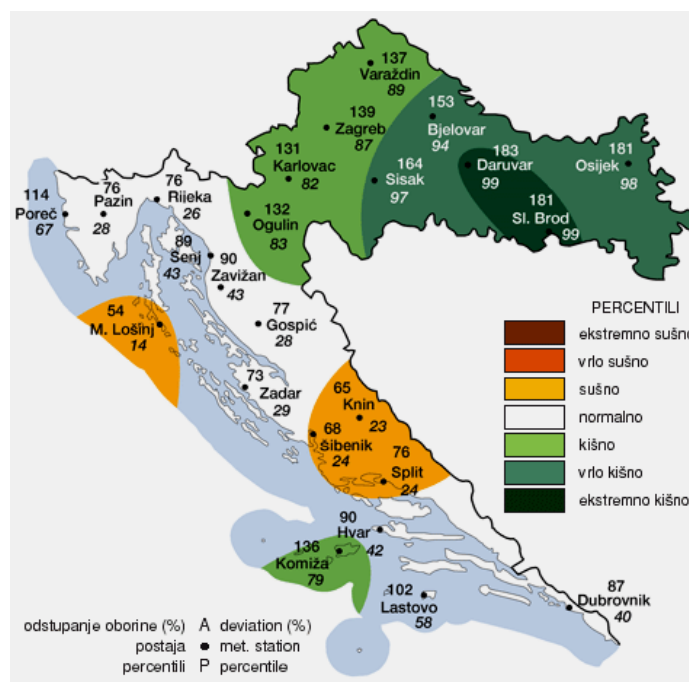 137
Varaždin
89
139
Zagreb
87
153
Bjelovar
94
131
Karlovac
82
164
Sisak
97
183
Daruvar
99
181
Osijek
98
181
Sl. Brod
99
132
Ogulin
83
114
Poreč
67
76
Pazin
28
76
Rijeka
26
89
Senj
43
90
Zavižan
43
77
Gospić
28
54
M. Lošinj
14
73
Zadar
29
65
Knin
23
68
Šibenik
24
76
Split
24
90
Hvar
42
136
Komiža
79
102
Lastovo
58
87
Dubrovnik
40
PERCENTILI
ekstremno sušno
vrlo sušno
sušno
normalno
kišno
vrlo kišno
ekstremno kišno
odstupanje oborine (%) A deviation (%)
postaja met. station
percentili P percentile